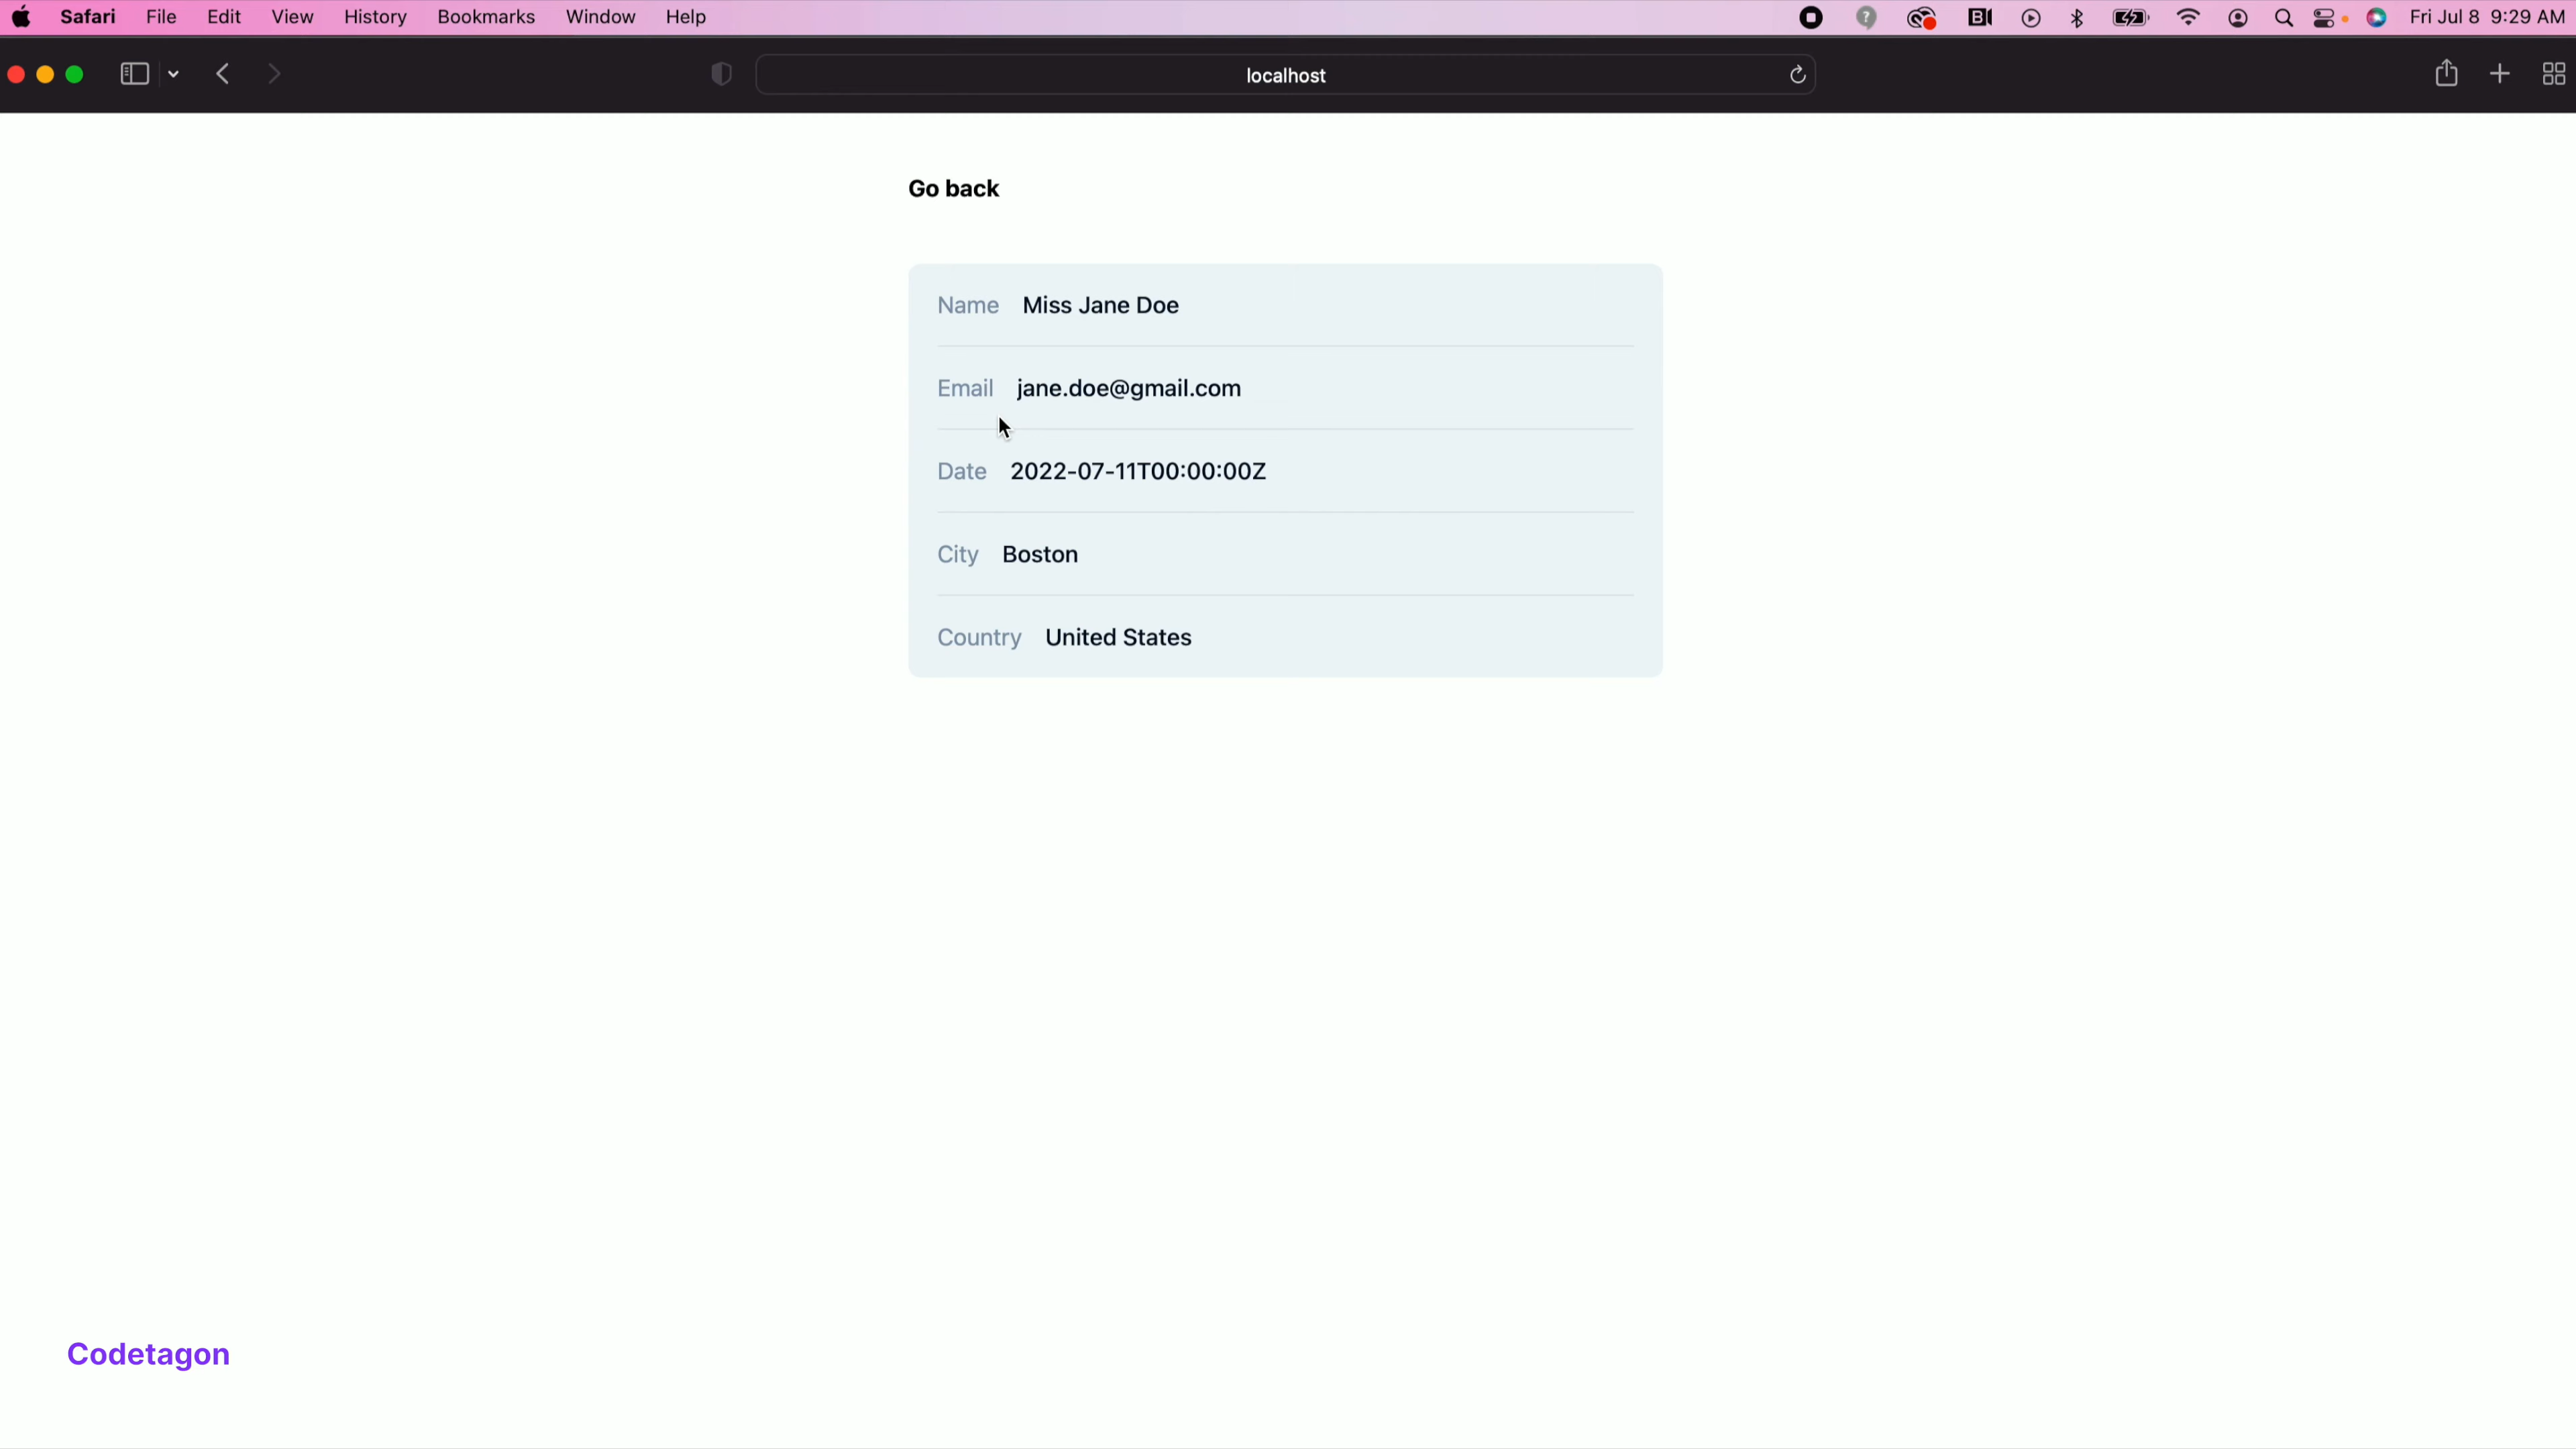 Safari File Edit View History Bookmarks Window Help Fri Jul 8 9:29 AM
localhost
Go back
Name Miss Jane Doe
Email jane.doe@gmail.com
Date 2022-07-11T00:00:00Z
City Boston
Country United States
Codetagon